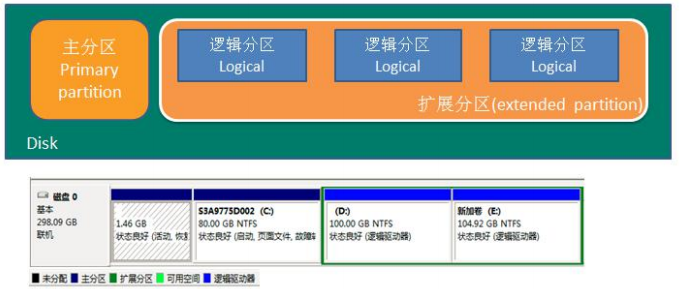 主分区
Primary
partition
逻辑分区
Logical
逻辑分区
Logical
逻辑分区
Logical
扩展分区(extended partition)
Disk
磁盘 0
基本
298.09 GB
联机
1.46 GB
状态良好 (活动, 恢
S3A9775D002 (C:)
80.00 GB NTFS
状态良好 (启动, 页面文件, 故障
(D:)
100.00 GB NTFS
状态良好 (逻辑驱动器)
新加卷 (E:)
104.92 GB NTFS
状态良好 (逻辑驱动器)
未分配 主分区 扩展分区 可用空间 逻辑驱动器